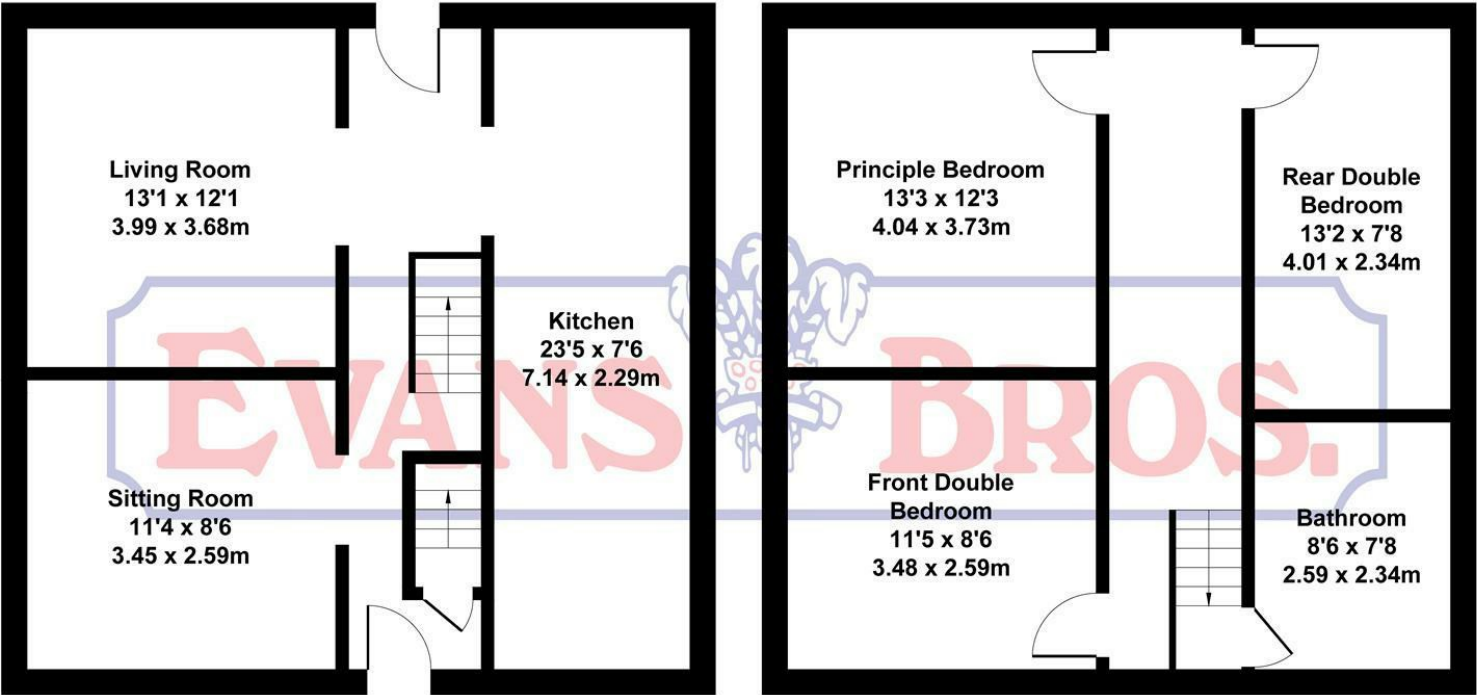 Living Room
13'1 x 12'1
3.99 x 3.68m
Sitting Room
11'4 x 8'6
3.45 x 2.59m
Kitchen
23'5 x 7'6
7.14 x 2.29m
Principle Bedroom
13'3 x 12'3
4.04 x 3.73m
Rear Double
Bedroom
13'2 x 7'8
4.01 x 2.34m
Front Double
Bedroom
11'5 x 8'6
3.48 x 2.59m
Bathroom
8'6 x 7'8
2.59 x 2.34m
EVANS BROS.